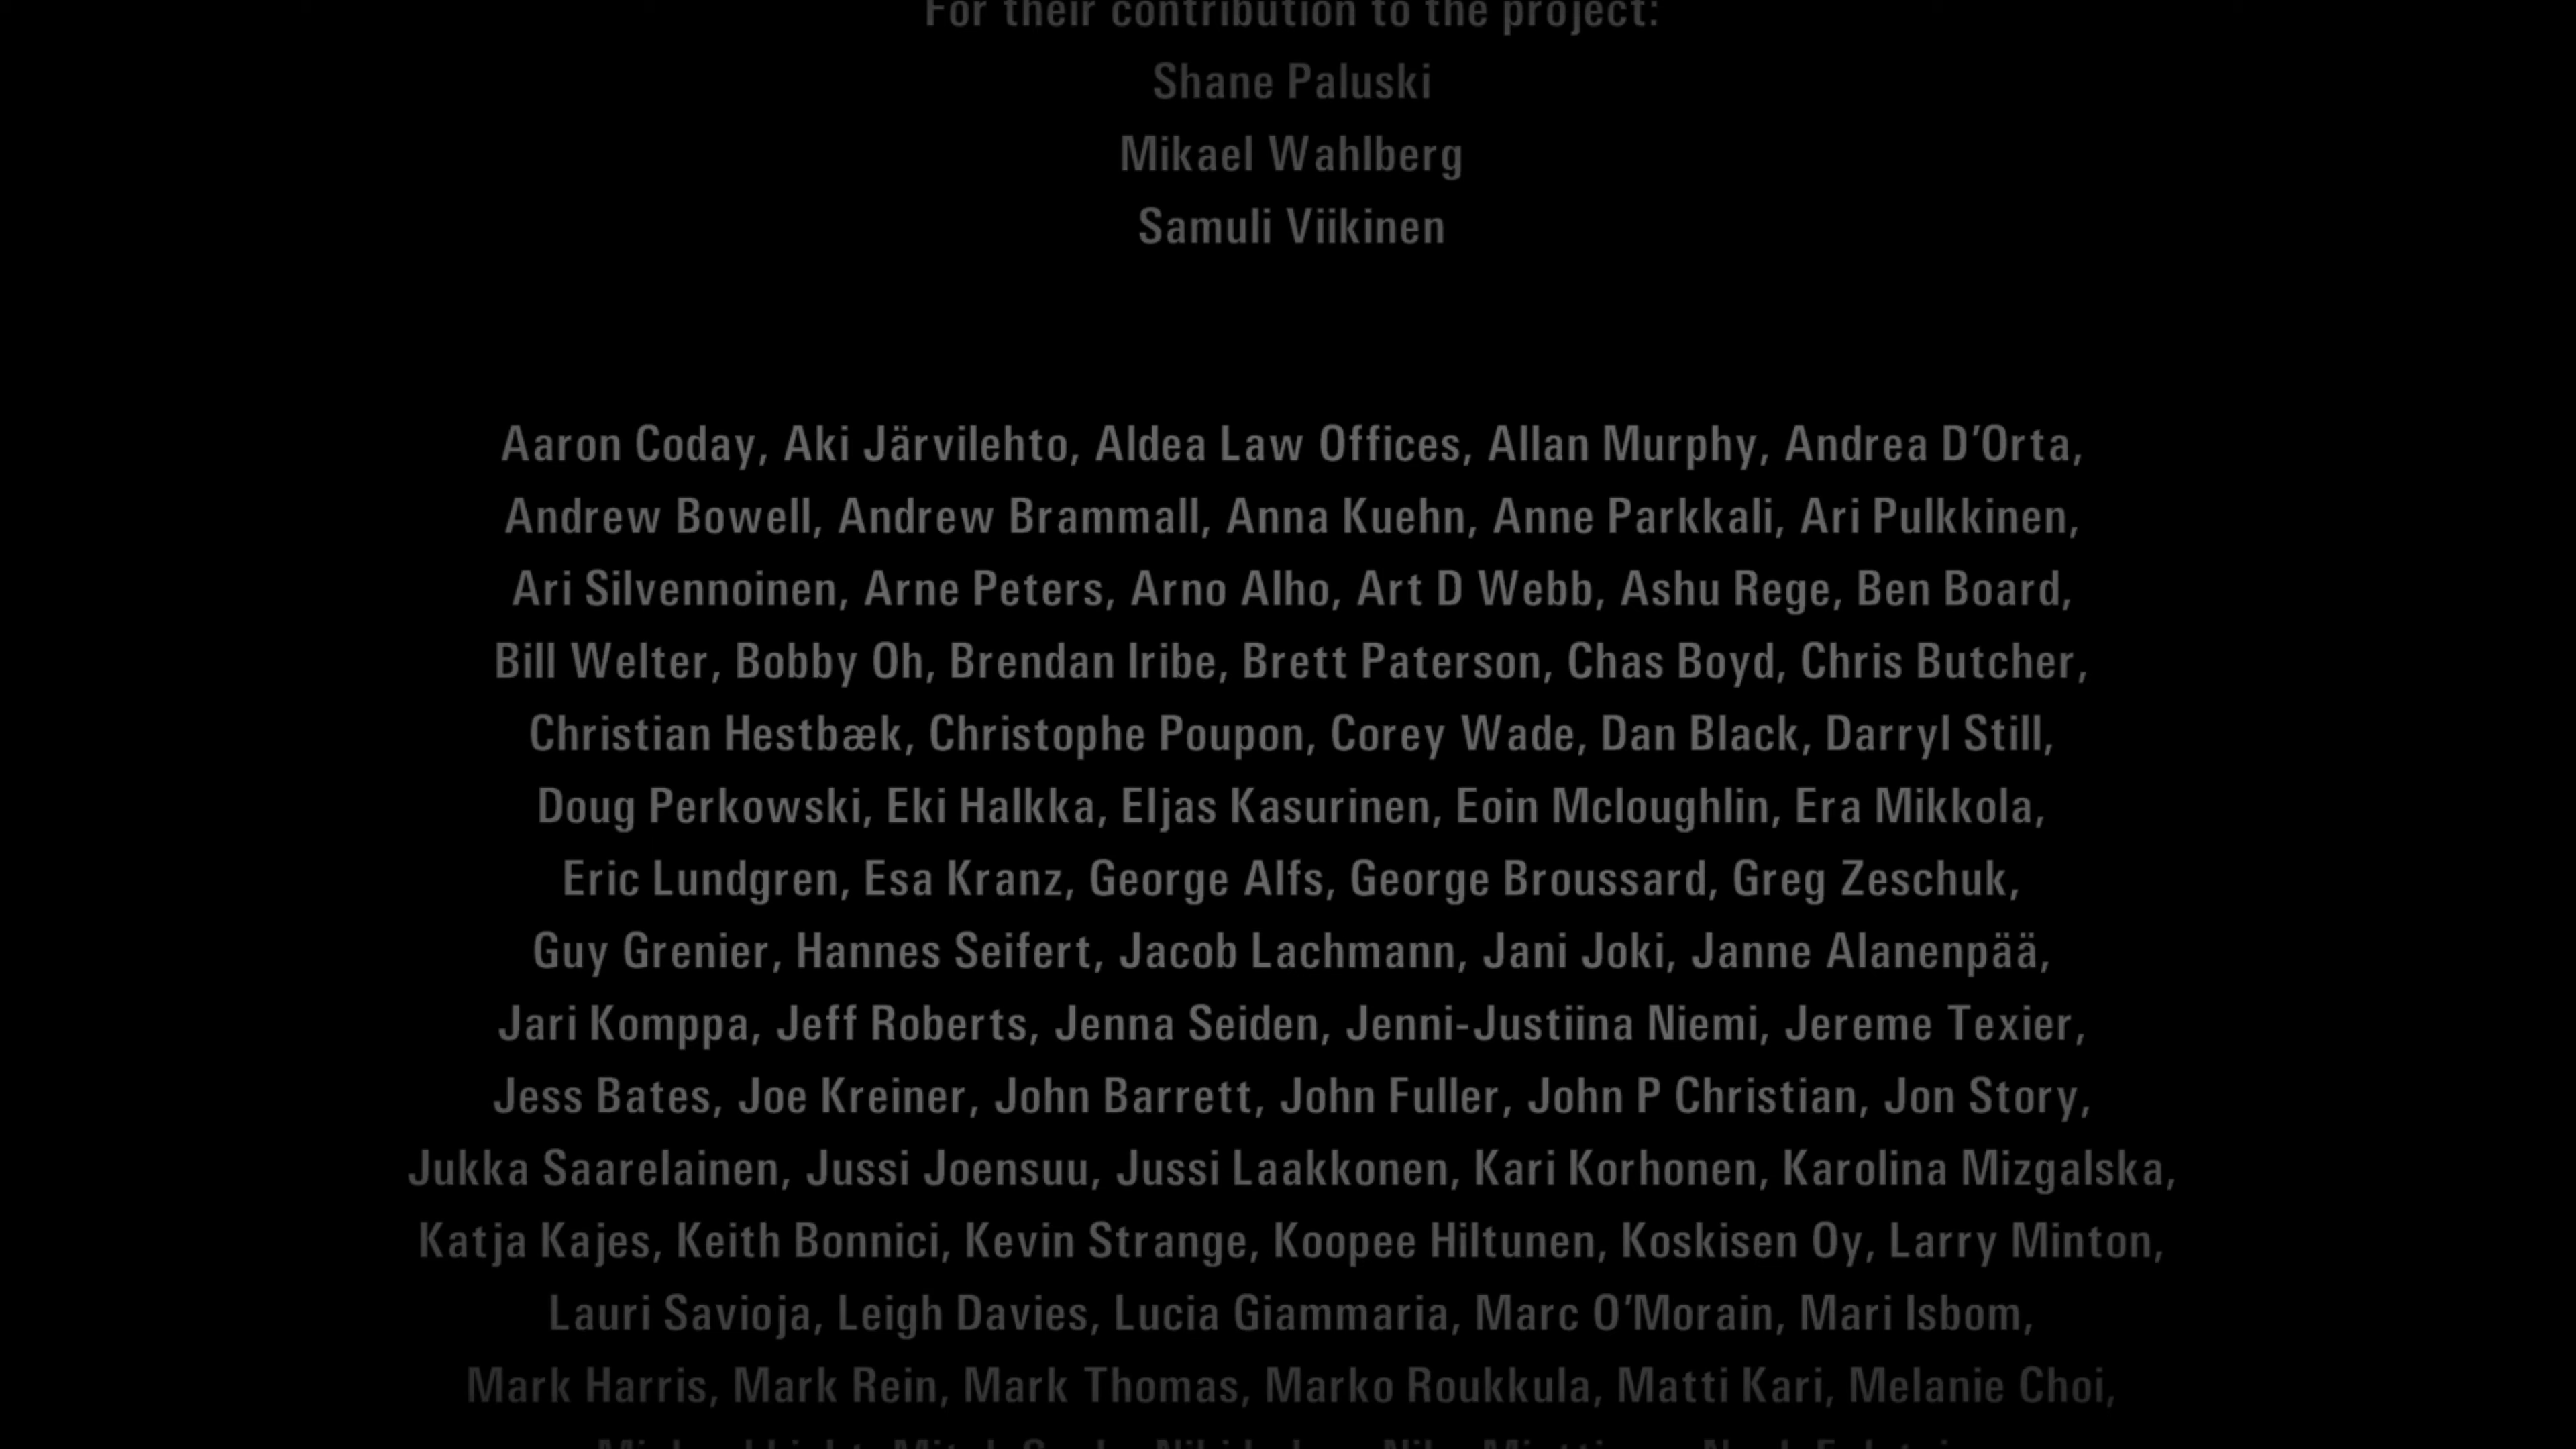 For their contribution to the project:
Shane Paluski
Mikael Wahlberg
Samuli Viikinen
Aaron Coday, Aki Järvilehto, Aldea Law Offices, Allan Murphy, Andrea D’Orta,
Andrew Bowell, Andrew Brammall, Anna Kuehn, Anne Parkkali, Ari Pulkkinen,
Ari Silvennoinen, Arne Peters, Arno Alho, Art D Webb, Ashu Rege, Ben Board,
Bill Welter, Bobby Oh, Brendan Iribe, Brett Paterson, Chas Boyd, Chris Butcher,
Christian Hestbæk, Christophe Poupon, Corey Wade, Dan Black, Darryl Still,
Doug Perkowski, Eki Halkka, Eljas Kasurinen, Eoin Mcloughlin, Era Mikkola,
Eric Lundgren, Esa Kranz, George Alfs, George Broussard, Greg Zeschuk,
Guy Grenier, Hannes Seifert, Jacob Lachmann, Jani Joki, Janne Alanenpää,
Jari Komppa, Jeff Roberts, Jenna Seiden, Jenni-Justiina Niemi, Jereme Texier,
Jess Bates, Joe Kreiner, John Barrett, John Fuller, John P Christian, Jon Story,
Jukka Saarelainen, Jussi Joensuu, Jussi Laakkonen, Kari Korhonen, Karolina Mizgalska,
Katja Kajes, Keith Bonnici, Kevin Strange, Koopee Hiltunen, Koskisen Oy, Larry Minton,
Lauri Savioja, Leigh Davies, Lucia Giammaria, Marc O’Morain, Mari Isbom,
Mark Harris, Mark Rein, Mark Thomas, Marko Roukkula, Matti Kari, Melanie Choi,